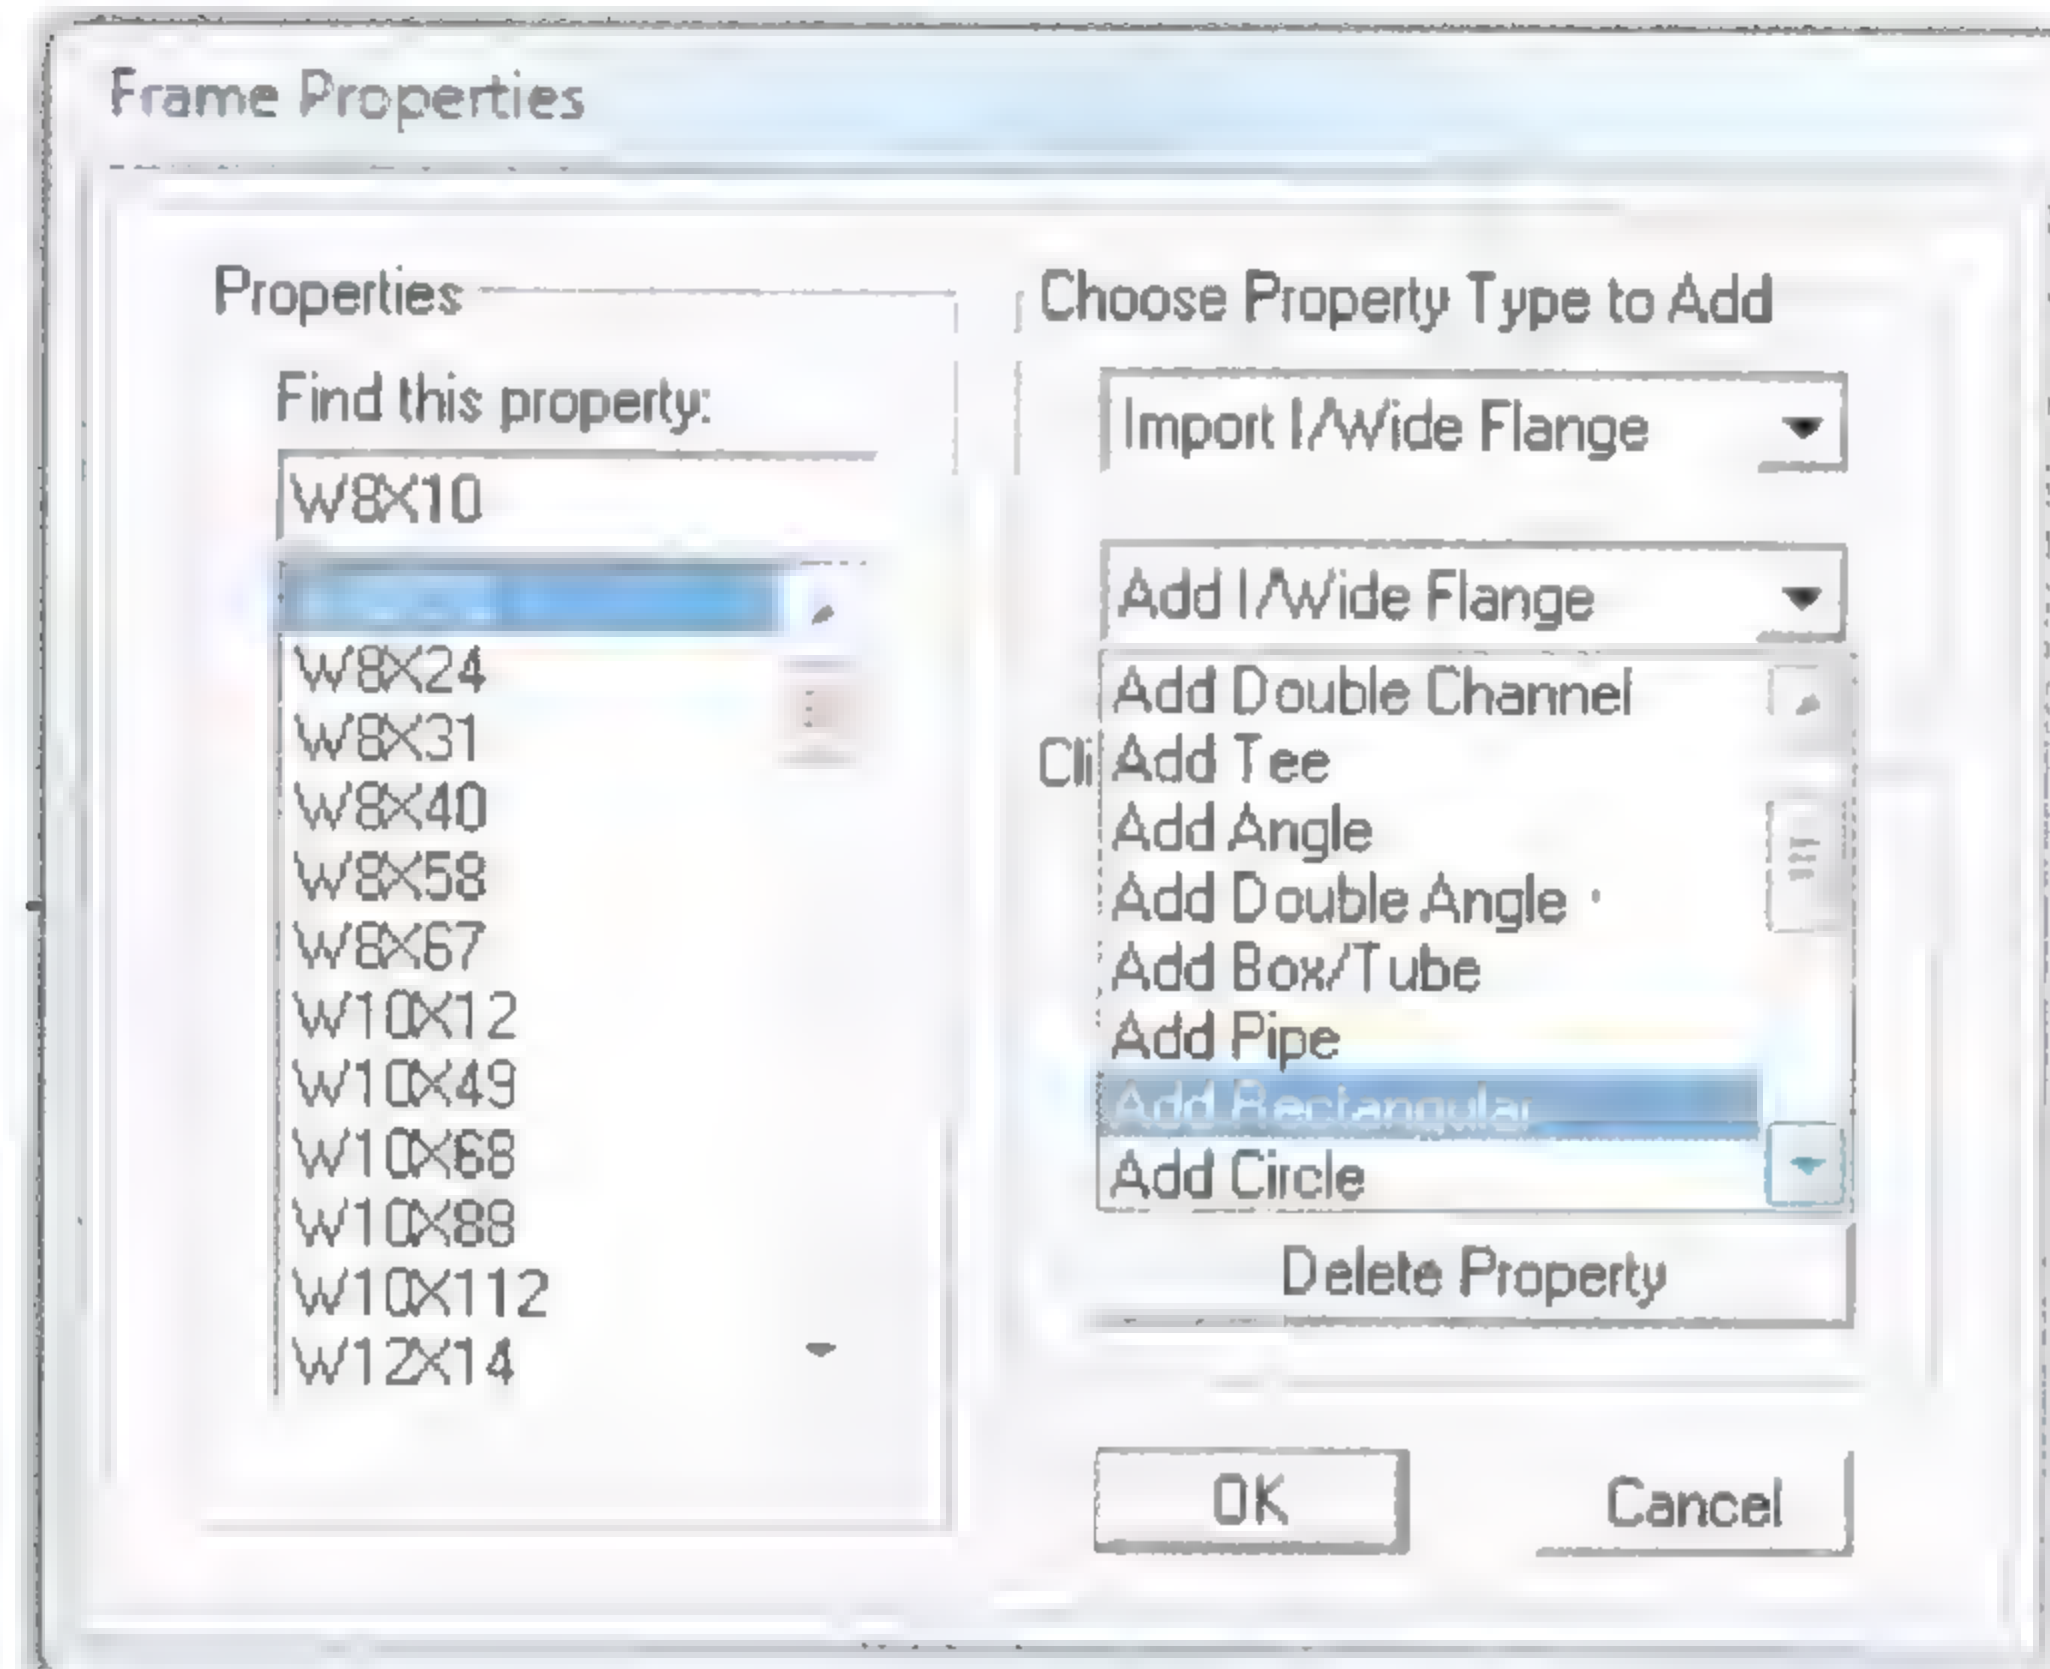 Frame Properties
Properties
Find this property:
W8X10
W8X24
W8X31
W8X40
W8X58
W8X67
W10X12
W10X49
W10X68
W10X88
W10X112
W12X14
Choose Property Type to Add
Import I/Wide Flange
Add I/Wide Flange
Add Double Channel
Cli
Add Tee
Add Angle
Add Double Angle
Add Box/Tube
Add Pipe
Add Rectangular
Add Circle
Delete Property
OK
Cancel